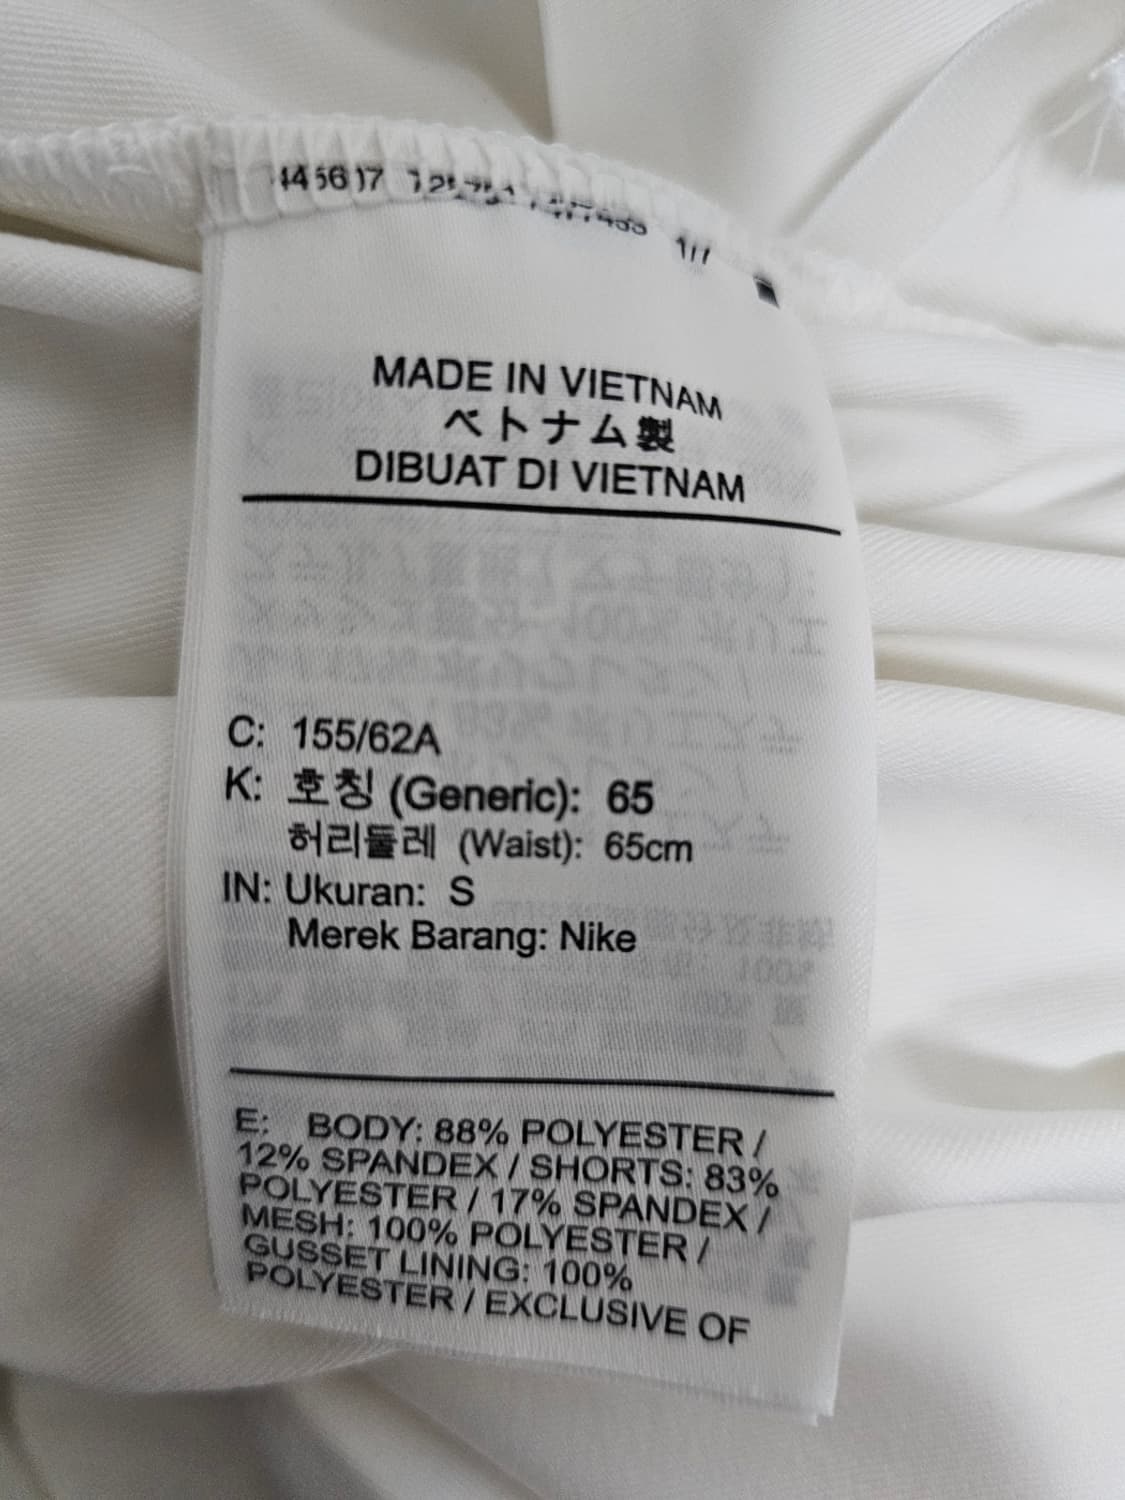 MADE IN VIETNAM
ベトナム製
DIBUAT DI VIETNAM
C: 155/62A
K: 호칭 (Generic): 65
허리둘레 (Waist): 65cm
IN: Ukuran: S
Merek Barang: Nike
E: BODY: 88% POLYESTER /
12% SPANDEX / SHORTS: 83%
POLYESTER / 17% SPANDEX /
MESH: 100% POLYESTER /
GUSSET LINING: 100%
POLYESTER / EXCLUSIVE OF